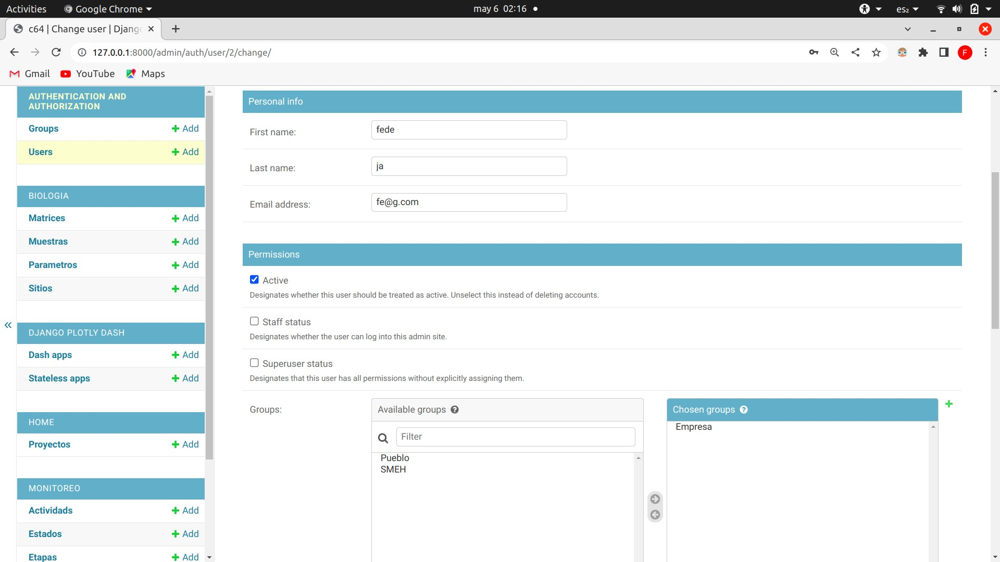 Activities
Google Chrome
may 6 02:16
es₂
c64 | Change user | Djang
127.0.0.1:8000/admin/auth/user/2/change/
F
Gmail
YouTube
Maps
AUTHENTICATION AND
AUTHORIZATION
Groups
Add
Users
Add
BIOLOGIA
Matrices
Add
Muestras
Add
Parametros
Add
Sitios
Add
«
DJANGO PLOTLY DASH
Dash apps
Add
Stateless apps
Add
HOME
Proyectos
Add
MONITOREO
Actividads
Add
Estados
Add
Etapas
Add
Personal info
First name:
fede
Last name:
ja
Email address:
fe@g.com
Permissions
Active
Designates whether this user should be treated as active. Unselect this instead of deleting accounts.
Staff status
Designates whether the user can log into this admin site.
Superuser status
Designates that this user has all permissions without explicitly assigning them.
Groups:
Available groups ?
Filter
Pueblo
SMEH
Chosen groups ?
Empresa